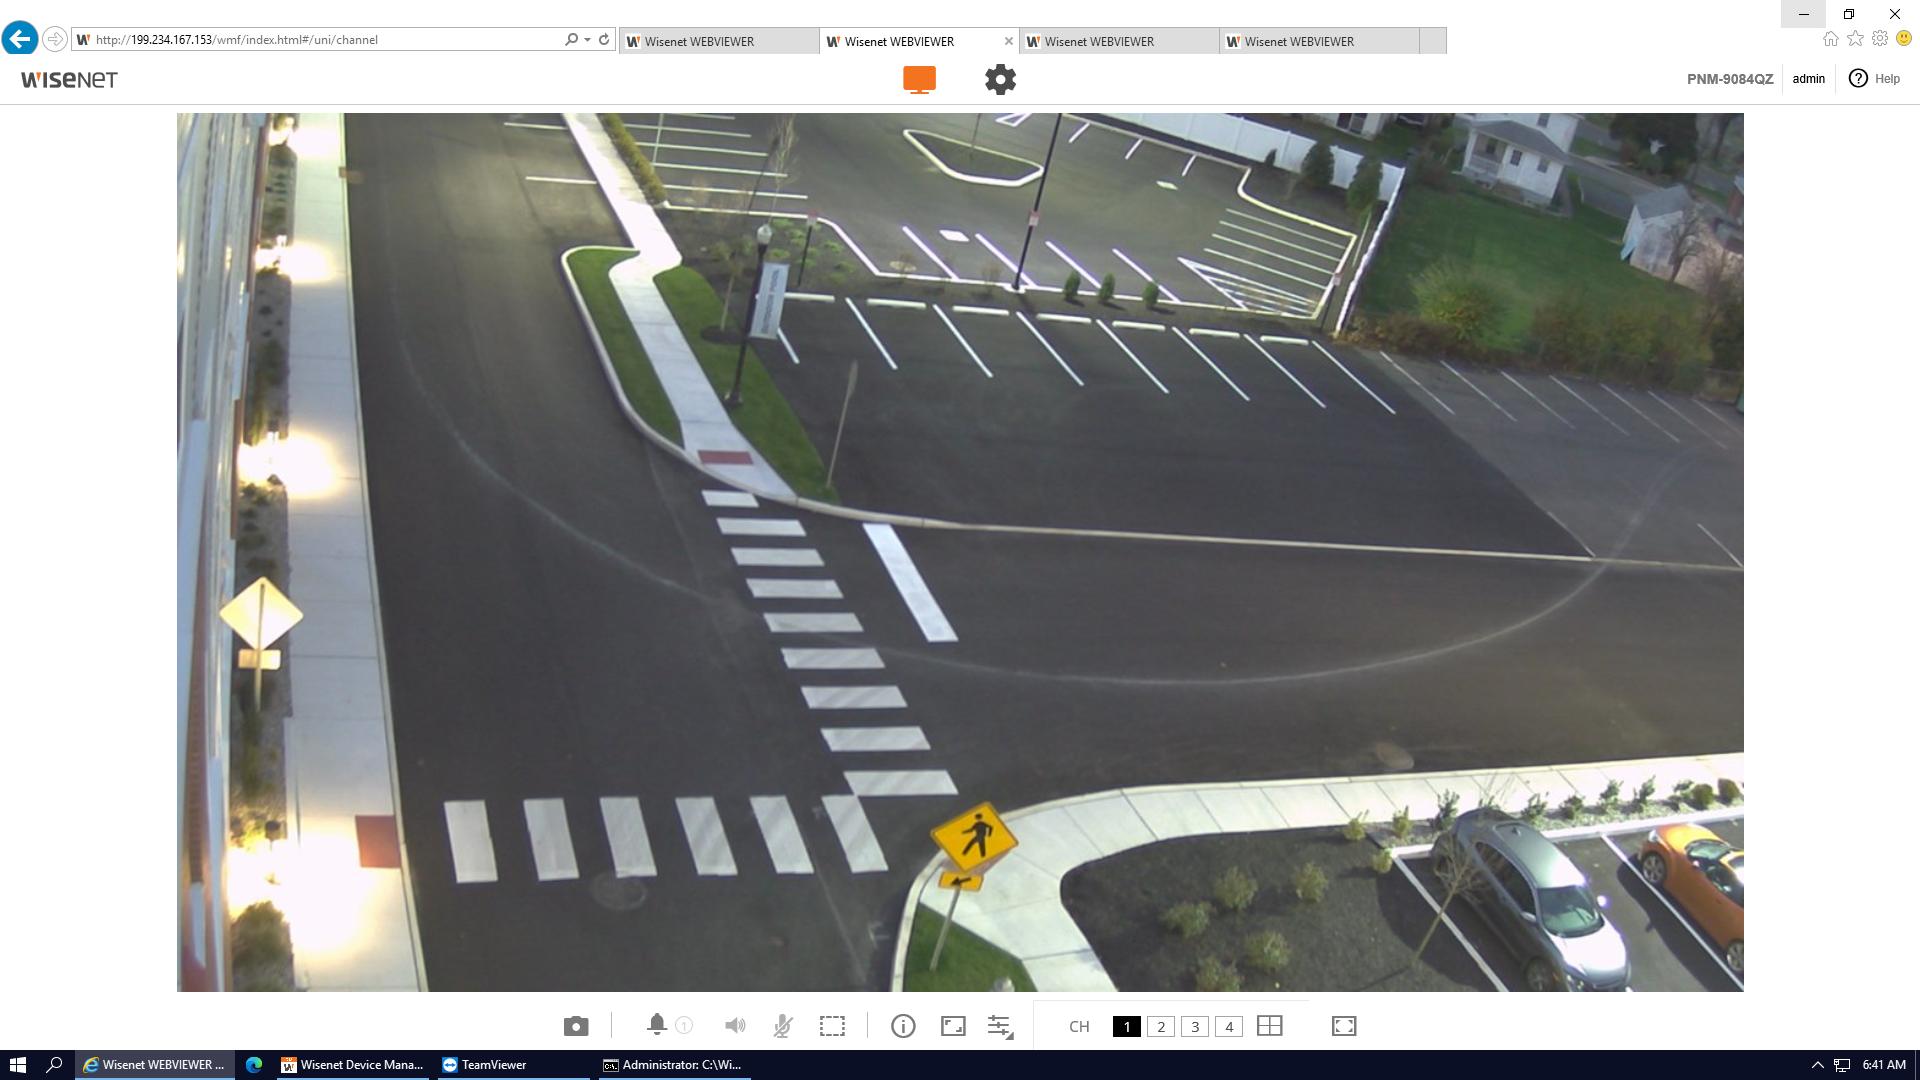 http://199.234.167.153/wmf/index.html#/uni/channel
Wisenet WEBVIEWER
Wisenet WEBVIEWER
Wisenet WEBVIEWER
Wisenet WEBVIEWER
WISENET
PNM-9084QZ
admin
? Help
1
CH
1
2
3
4
Wisenet WEBVIEWER ...
Wisenet Device Mana...
TeamViewer
Administrator: C:\Wi...
6:41 AM